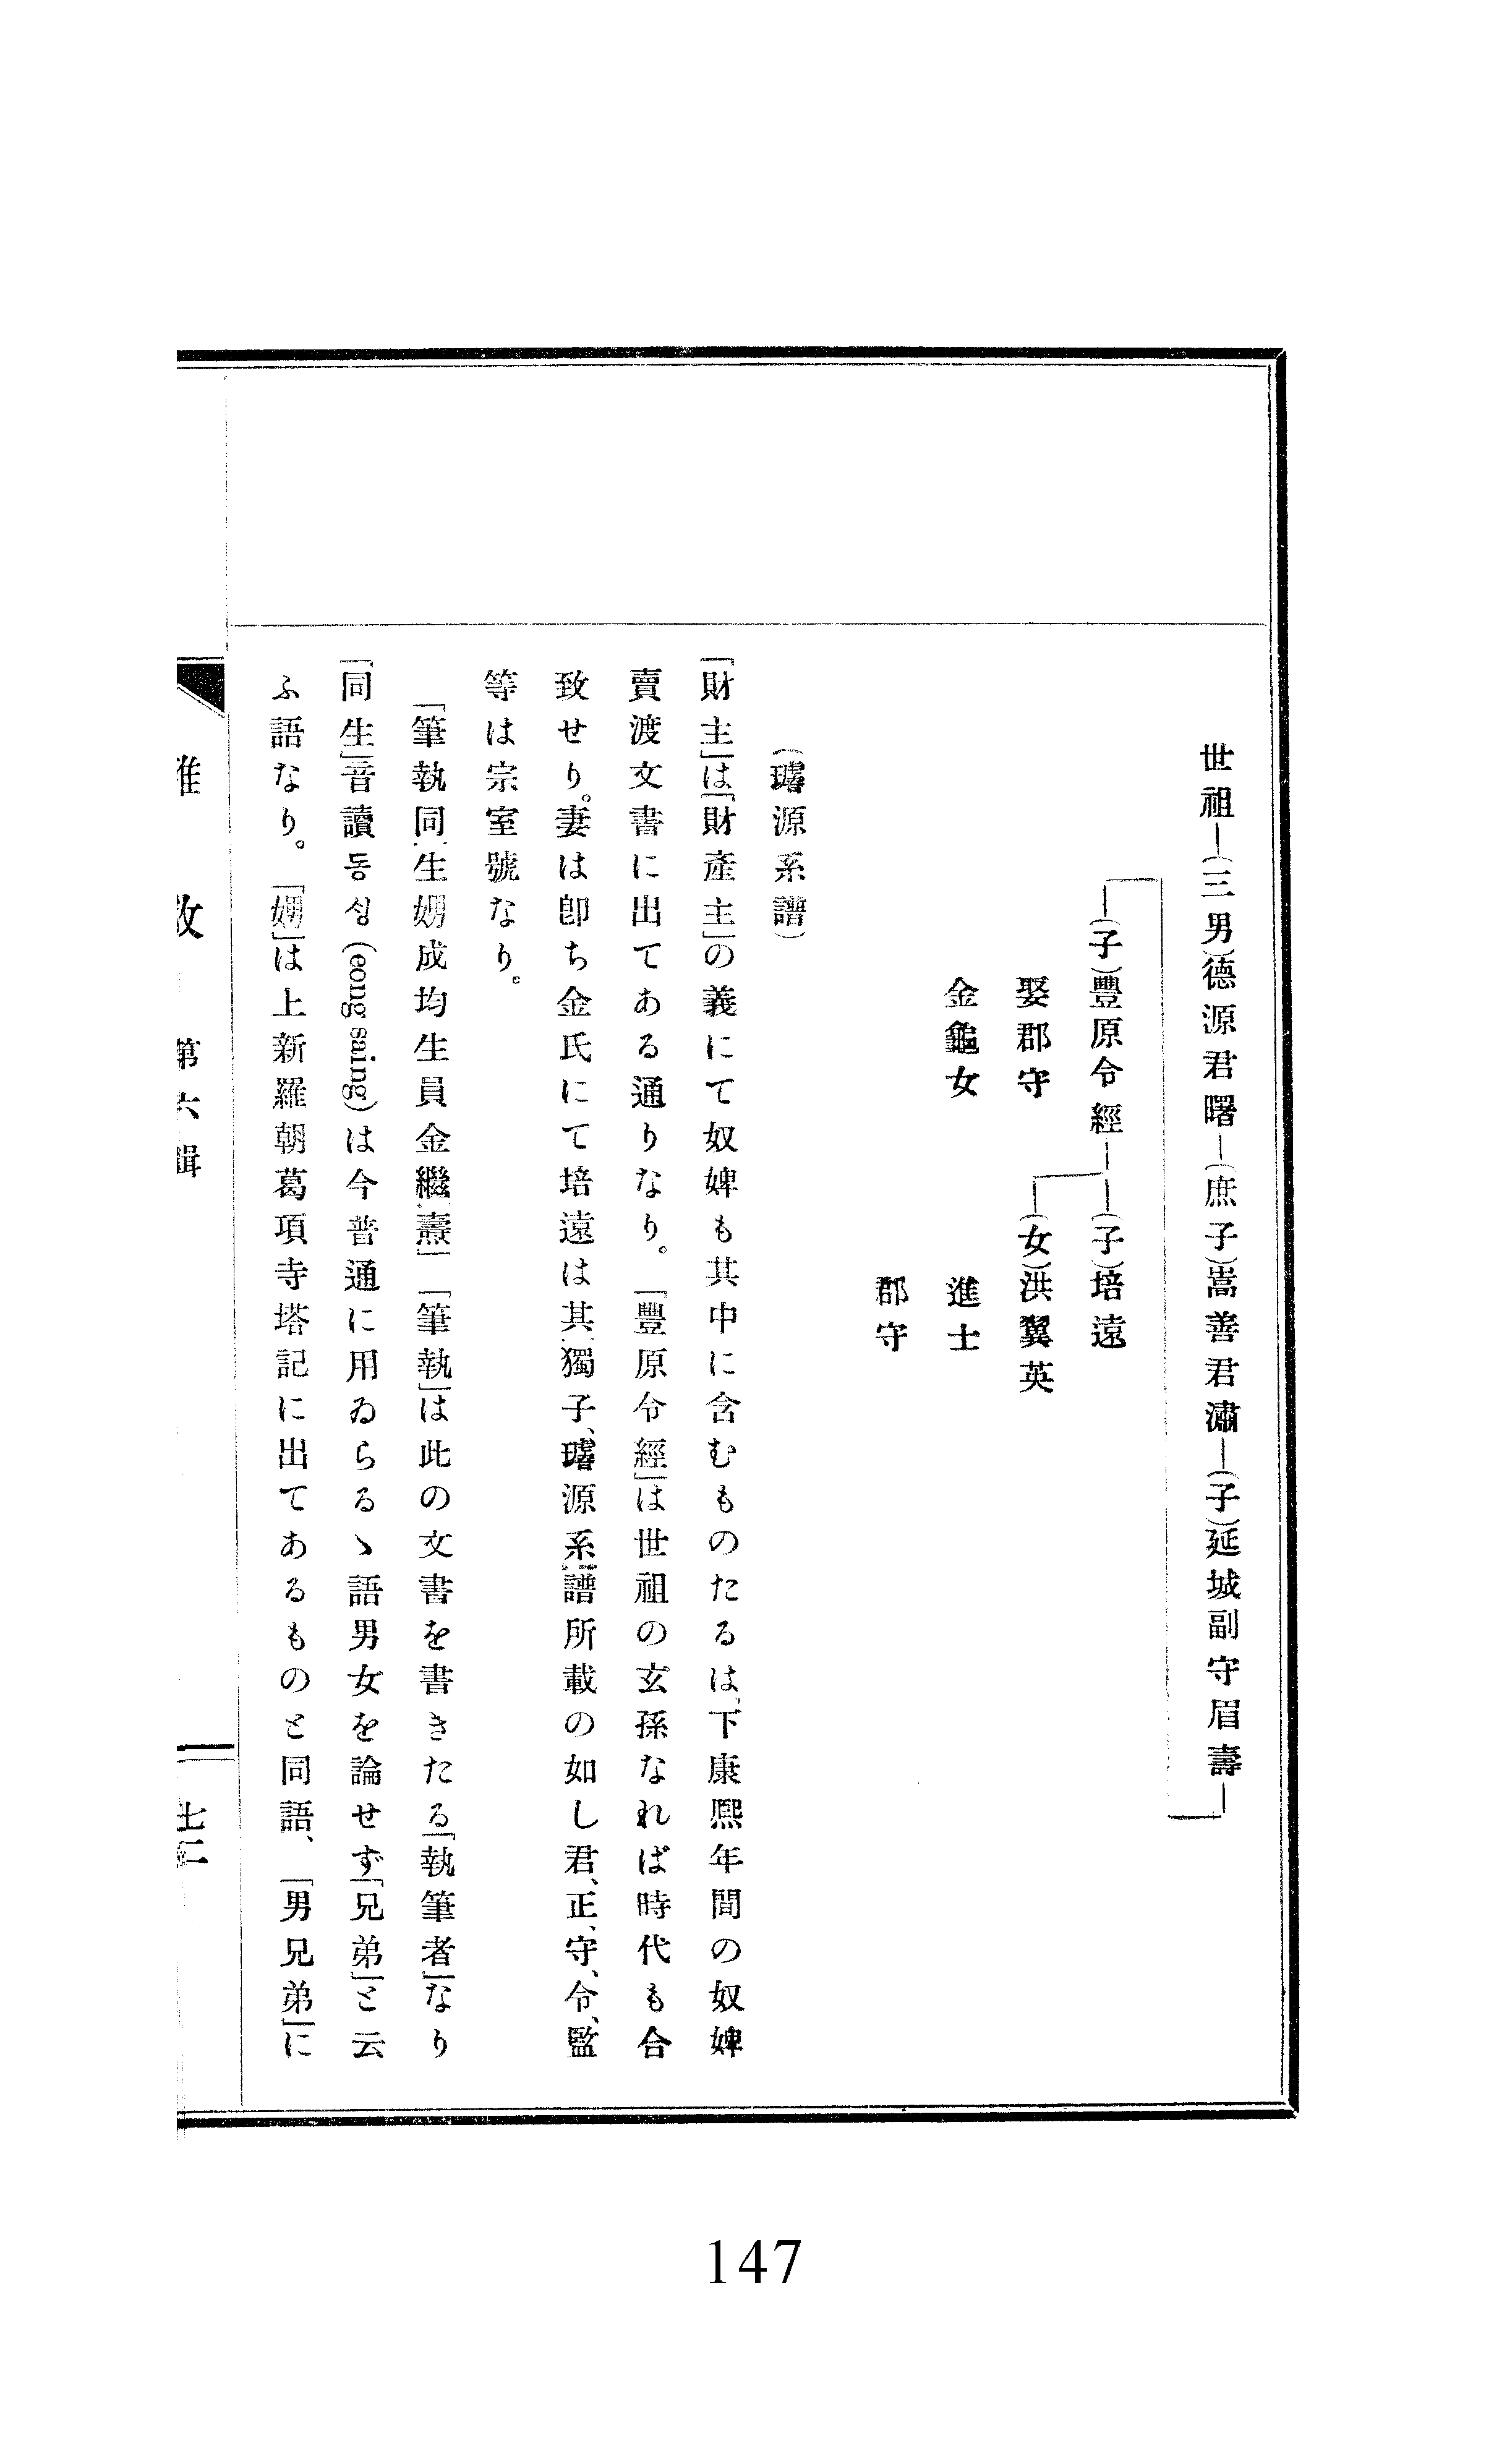 世祖―(三男)德源君曙―(庶子)嵩善君潚―(子)延城副守眉壽―
―(子)豐原令經―
―(子)培遠
娶郡守
金龜女
―(女)洪翼英
進士
郡守
(璿源系譜)
「財主」は「財產主」の義にて奴婢も其中に含むものたるは、下康熙年間の奴婢
賣渡文書に出てある通りなり。「豐原令經」は世祖の玄孫なれば時代も合
致せり。妻は卽ち金氏にて培遠は其獨子、璿源系譜所載の如し君、正、守、令、監
等は宗室號なり。
「筆執同生娚成均生員金繼燾」「筆執」は此の文書を書きたる「執筆者」なり
「同生」音讀동싱(eong saing)は今普通に用ゐらるゝ語男女を論せず「兄弟」と云
ふ語なり。「娚」は上新羅朝葛項寺塔記に出てあるものと同語、「男兄弟」に
雅
攷
第六輯
七二
147